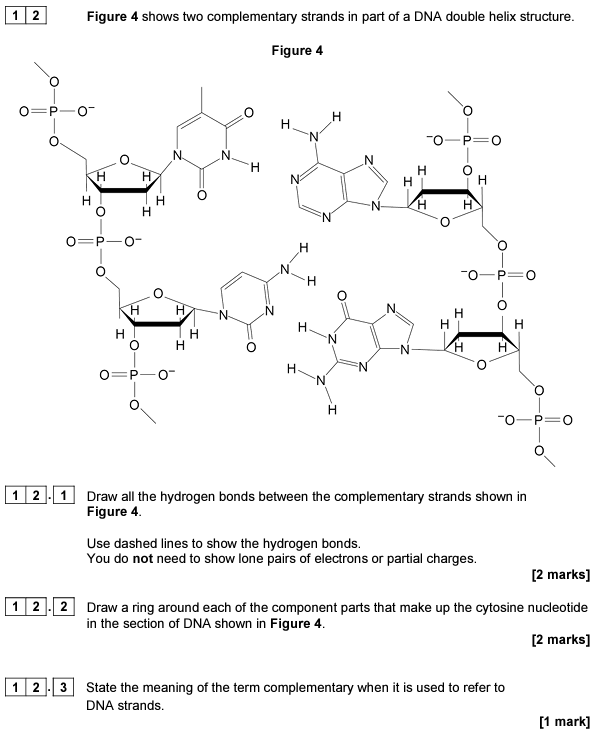 1 2 Figure 4 shows two complementary strands in part of a DNA double helix structure.
Figure 4
O
O=P–O⁻
O
O
N
O
N–H
O
H H
H H
O
O=P–O⁻
O
O
N
N
O
N–H
H
H H
H H
O
O=P–O⁻
O
H H
N
N
N
N
N
H H
H H
O
O
⁻O–P=O
O
O
⁻O–P=O
O
O
H–N
N
N
N
H–N
H
H H
H H
O
O
⁻O–P=O
O
1 2 . 1 Draw all the hydrogen bonds between the complementary strands shown in
Figure 4.
Use dashed lines to show the hydrogen bonds.
You do not need to show lone pairs of electrons or partial charges.
[2 marks]
1 2 . 2 Draw a ring around each of the component parts that make up the cytosine nucleotide
in the section of DNA shown in Figure 4.
[2 marks]
1 2 . 3 State the meaning of the term complementary when it is used to refer to
DNA strands.
[1 mark]